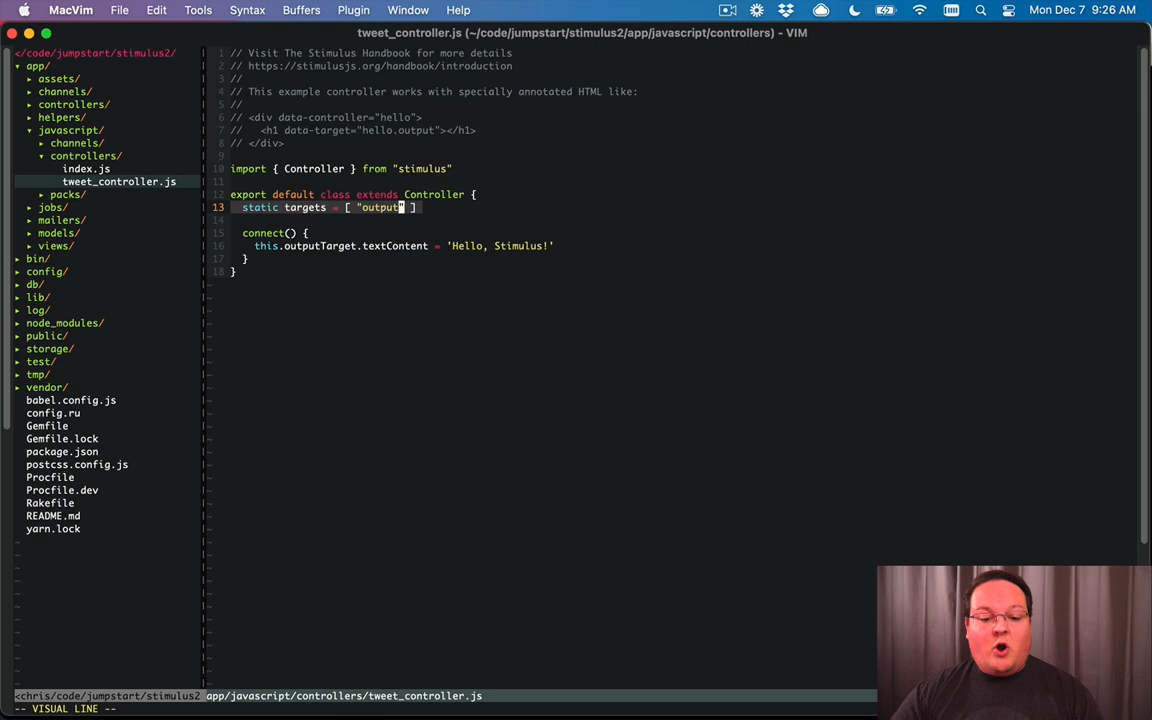 MacVim File Edit Tools Syntax Buffers Plugin Window Help Mon Dec 7 9:26 AM
tweet_controller.js (~/code/jumpstart/stimulus2/app/javascript/controllers) - VIM
</code/jumpstart/stimulus2/
▾ app/
▸ assets/
▸ channels/
▸ controllers/
▸ helpers/
▾ javascript/
▸ channels/
▾ controllers/
index.js
tweet_controller.js
▸ packs/
▸ jobs/
▸ mailers/
▸ models/
▸ views/
▸ bin/
▸ config/
▸ db/
▸ lib/
▸ log/
▸ node_modules/
▸ public/
▸ storage/
▸ test/
▸ tmp/
▸ vendor/
babel.config.js
config.ru
Gemfile
Gemfile.lock
package.json
postcss.config.js
Procfile
Procfile.dev
Rakefile
README.md
yarn.lock
1 // Visit The Stimulus Handbook for more details
2 // https://stimulusjs.org/handbook/introduction
3 //
4 // This example controller works with specially annotated HTML like:
5 //
6 // <div data-controller="hello">
7 //   <h1 data-target="hello.output"></h1>
8 // </div>
9
10 import { Controller } from "stimulus"
11
12 export default class extends Controller {
13   static targets = [ "output" ]
14
15   connect() {
16     this.outputTarget.textContent = 'Hello, Stimulus!'
17   }
18 }
<chris/code/jumpstart/stimulus2 app/javascript/controllers/tweet_controller.js
-- VISUAL LINE --